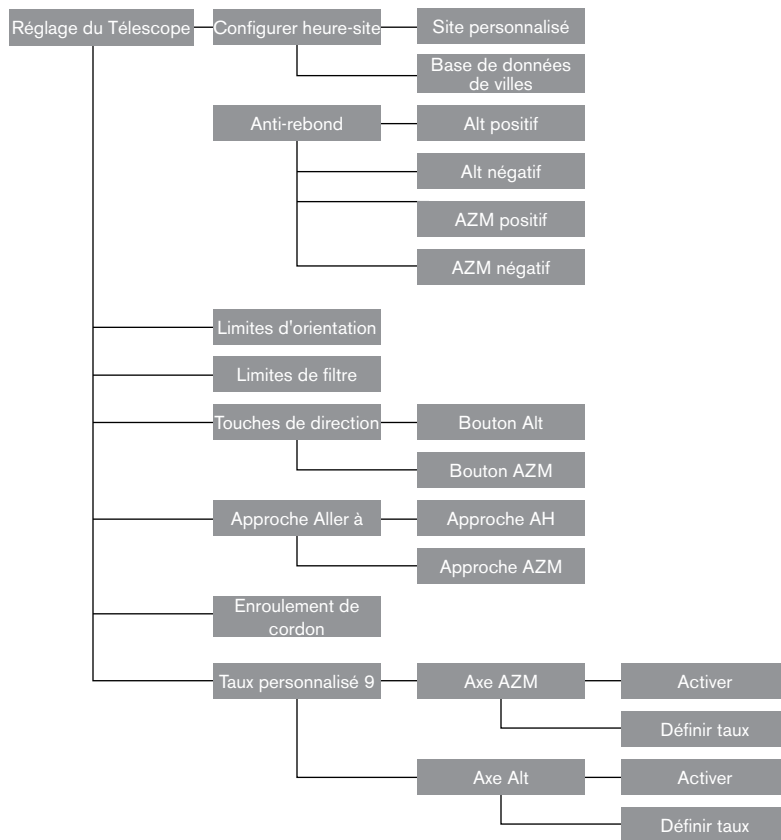 Réglage du Télescope
Configurer heure-site
Site personnalisé
Base de données
de villes
Anti-rebond
Alt positif
Alt négatif
AZM positif
AZM négatif
Limites d'orientation
Limites de filtre
Touches de direction
Bouton Alt
Bouton AZM
Approche Aller à
Approche AH
Approche AZM
Enroulement de
cordon
Taux personnalisé 9
Axe AZM
Activer
Définir taux
Axe Alt
Activer
Définir taux